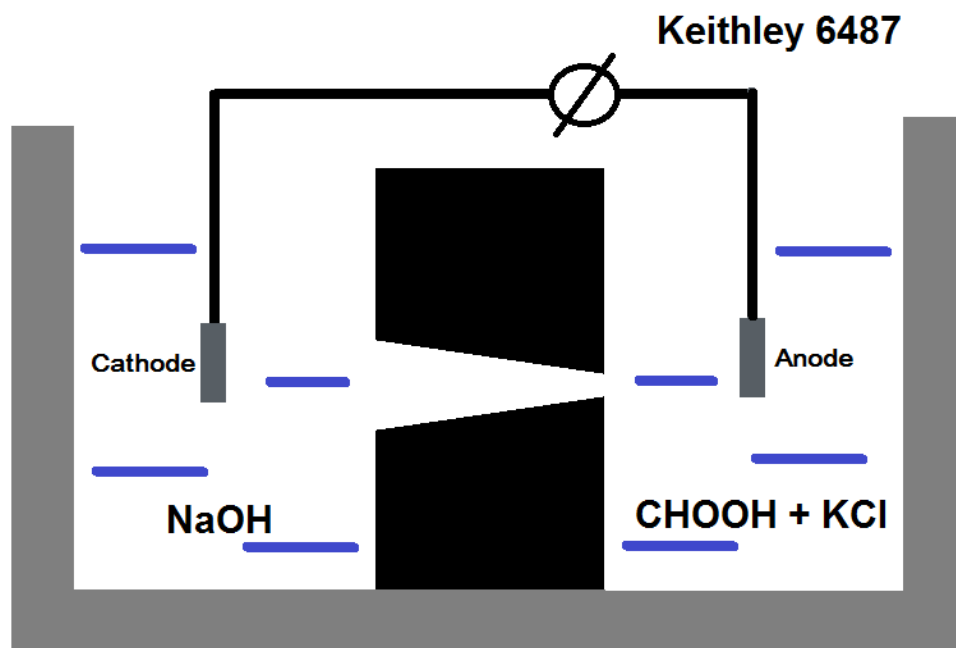 Keithley 6487
Cathode
Anode
NaOH
CHOOH + KCl